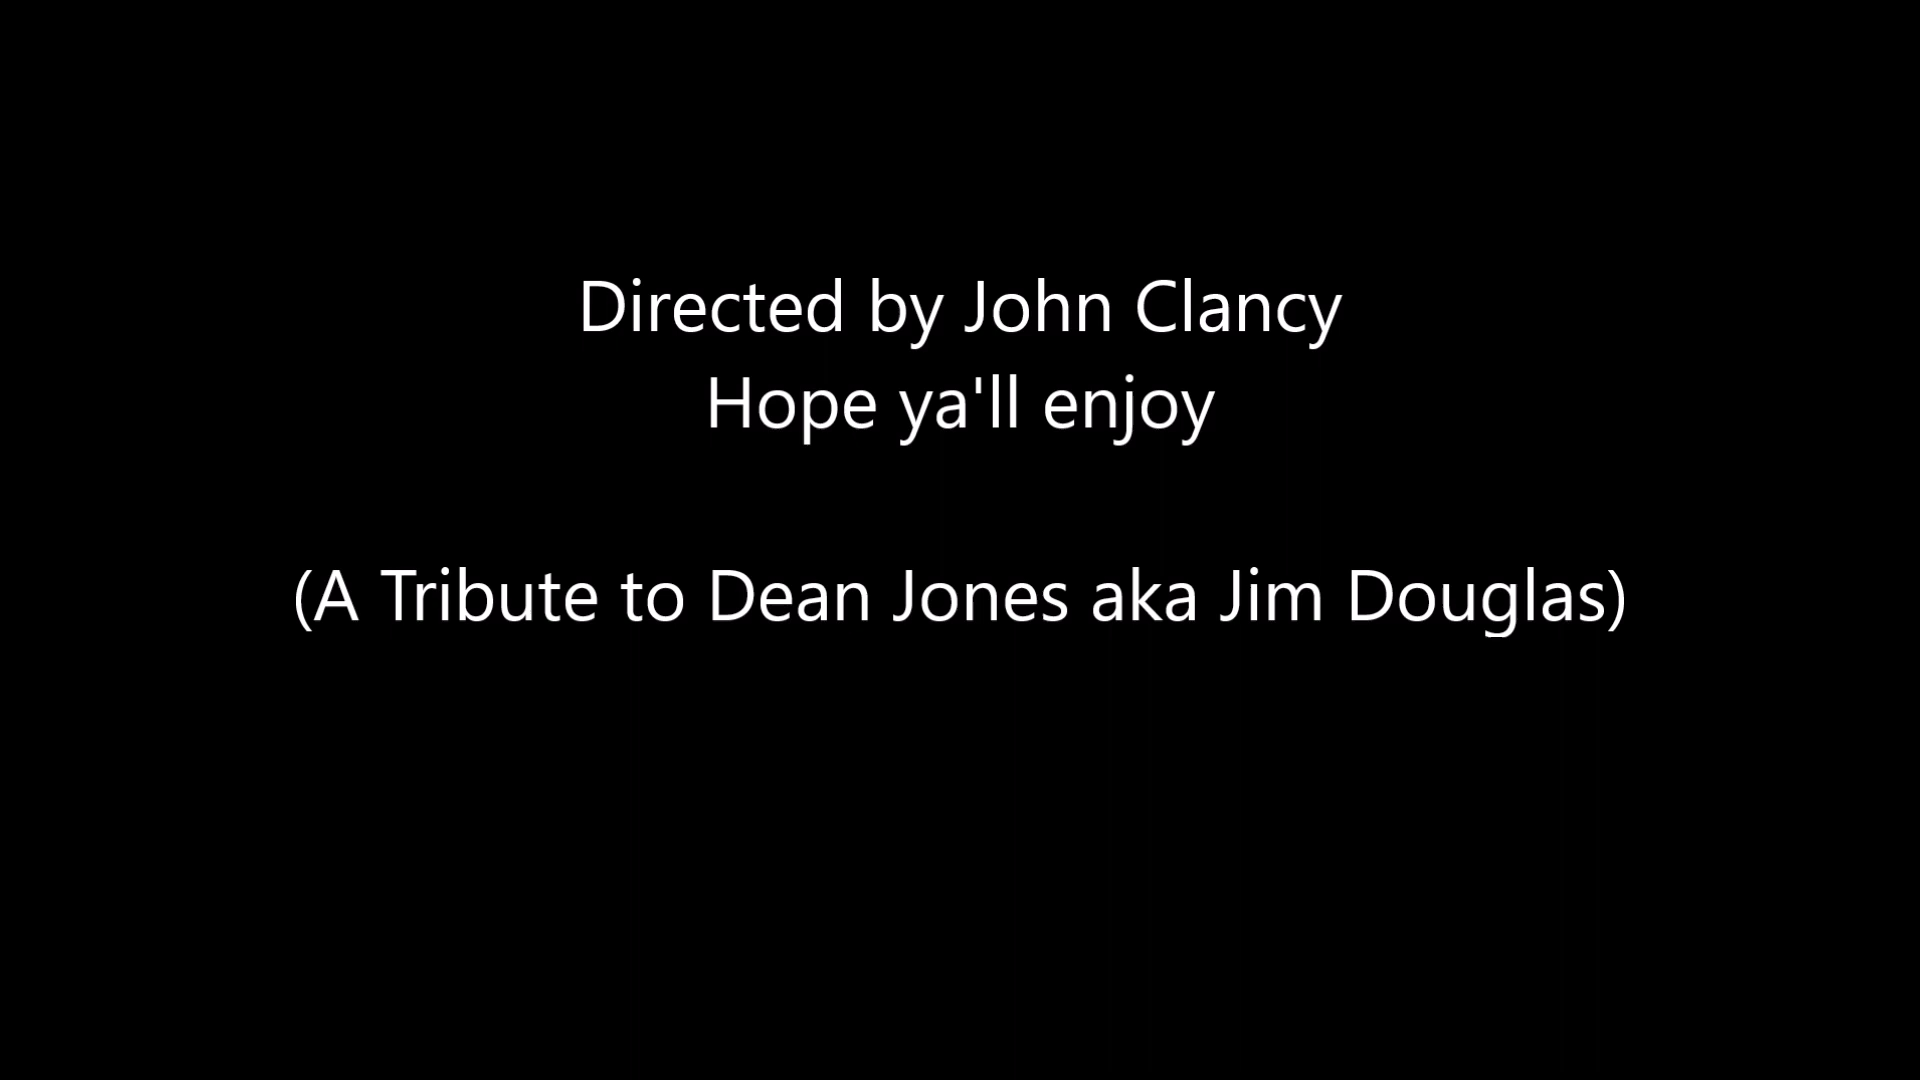 Directed by John Clancy
Hope ya'll enjoy
(A Tribute to Dean Jones aka Jim Douglas)